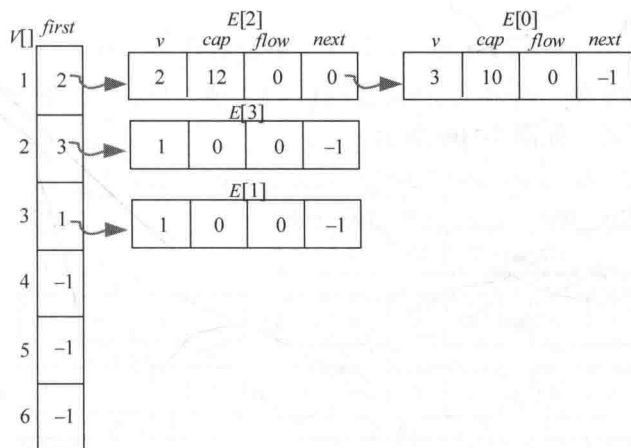 E[2] E[0]
V[] first v cap flow next v cap flow next
1 2 2 12 0 0 3 10 0 −1
E[3]
2 3 1 0 0 −1
E[1]
3 1 1 0 0 −1
4 −1
5 −1
6 −1